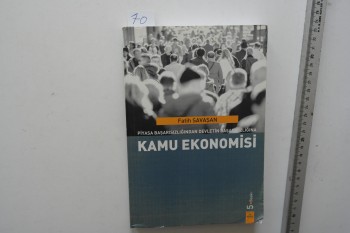 70
Fatih SAVAŞAN
PİYASA BAŞARISIZLIĞINDAN DEVLETİN BAŞARISIZLIĞINA
KAMU EKONOMİSİ